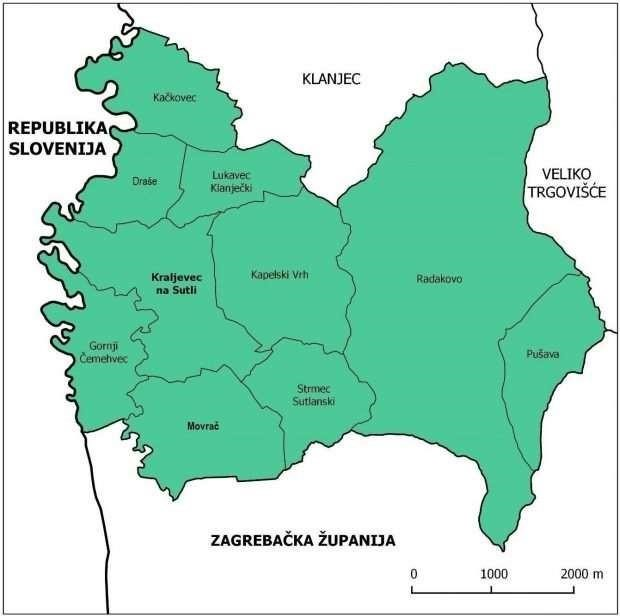 KLANJEC
Kačkovec
REPUBLIKA
SLOVENIJA
VELIKO
TRGOVIŠĆE
Draše
Lukavec
Klanječki
Kraljevec
na Sutli
Kapelski Vrh
Radakovo
Gornji
Čemehvec
Pušava
Strmec
Sutlanski
Movrač
ZAGREBAČKA ŽUPANIJA
0 1000 2000 m